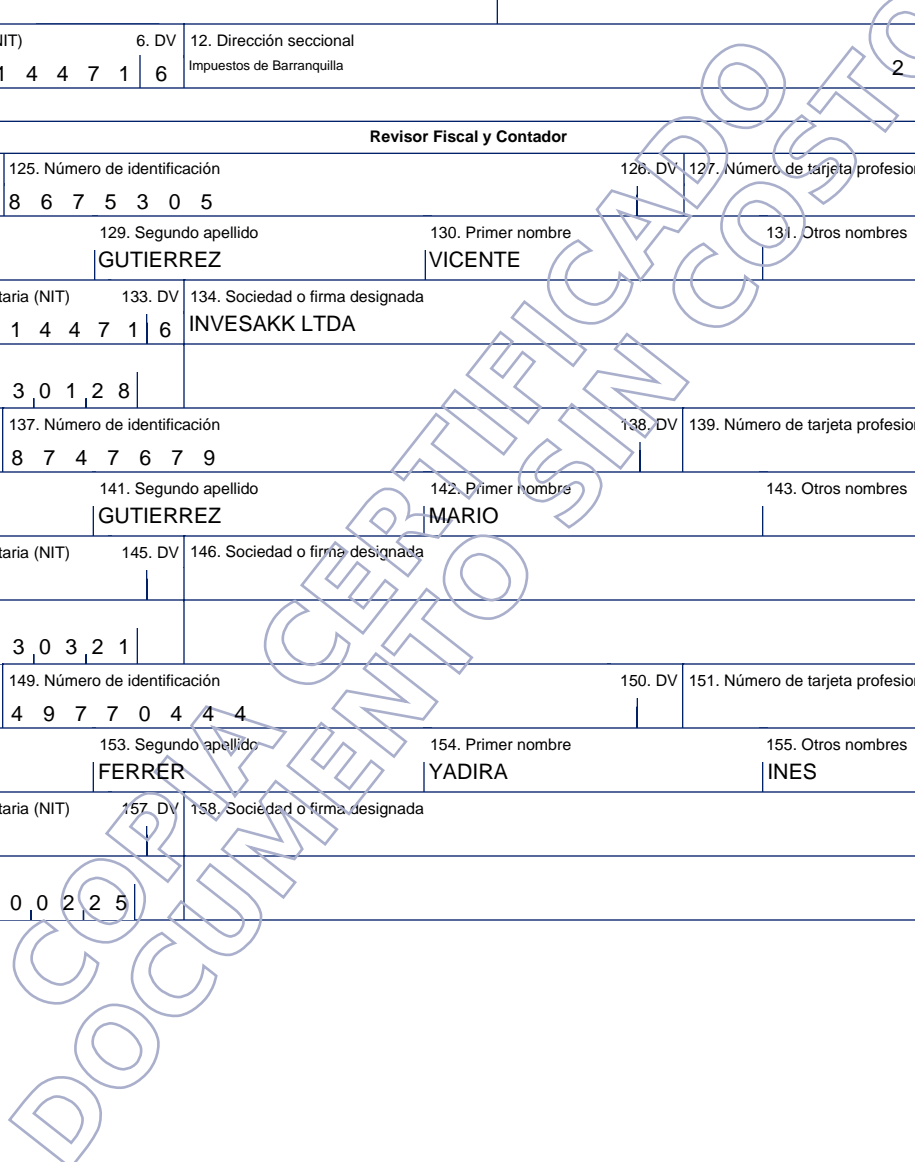 IIT) 6. DV 12. Dirección seccional
1 4 4 7 1 6 Impuestos de Barranquilla 2
Revisor Fiscal y Contador
125. Número de identificación 126. DV 127. Número de tarjeta profesion
8 6 7 5 3 0 5
129. Segundo apellido 130. Primer nombre 131. Otros nombres
GUTIERREZ VICENTE
taria (NIT) 133. DV 134. Sociedad o firma designada
1 4 4 7 1 6 INVESAKK LTDA
3 0 1 2 8
137. Número de identificación 138. DV 139. Número de tarjeta profesion
8 7 4 7 6 7 9
141. Segundo apellido 142. Primer nombre 143. Otros nombres
GUTIERREZ MARIO
taria (NIT) 145. DV 146. Sociedad o firma designada
3 0 3 2 1
149. Número de identificación 150. DV 151. Número de tarjeta profesion
4 9 7 7 0 4 4 4
153. Segundo apellido 154. Primer nombre 155. Otros nombres
FERRER YADIRA INES
taria (NIT) 157. DV 158. Sociedad o firma designada
0 0 2 2 5
COPIA CERTIFICADO
DOCUMENTO SIN COSTO